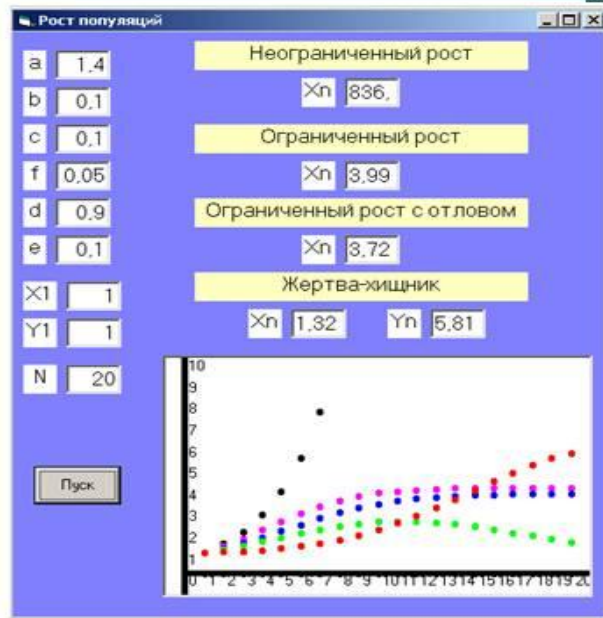 Рост популяций
a 1,4
b 0,1
c 0,1
f 0,05
d 0,9
e 0,1
X1 1
Y1 1
N 20
Пуск
Неограниченный рост
Xn 836,
Ограниченный рост
Xn 3,99
Ограниченный рост с отловом
Xn 3,72
Жертва-хищник
Xn 1,32 Yn 5,81
10
9
8
7
6
5
4
3
2
1
0 1 2 3 4 5 6 7 8 9 10 11 12 13 14 15 16 17 18 19 20